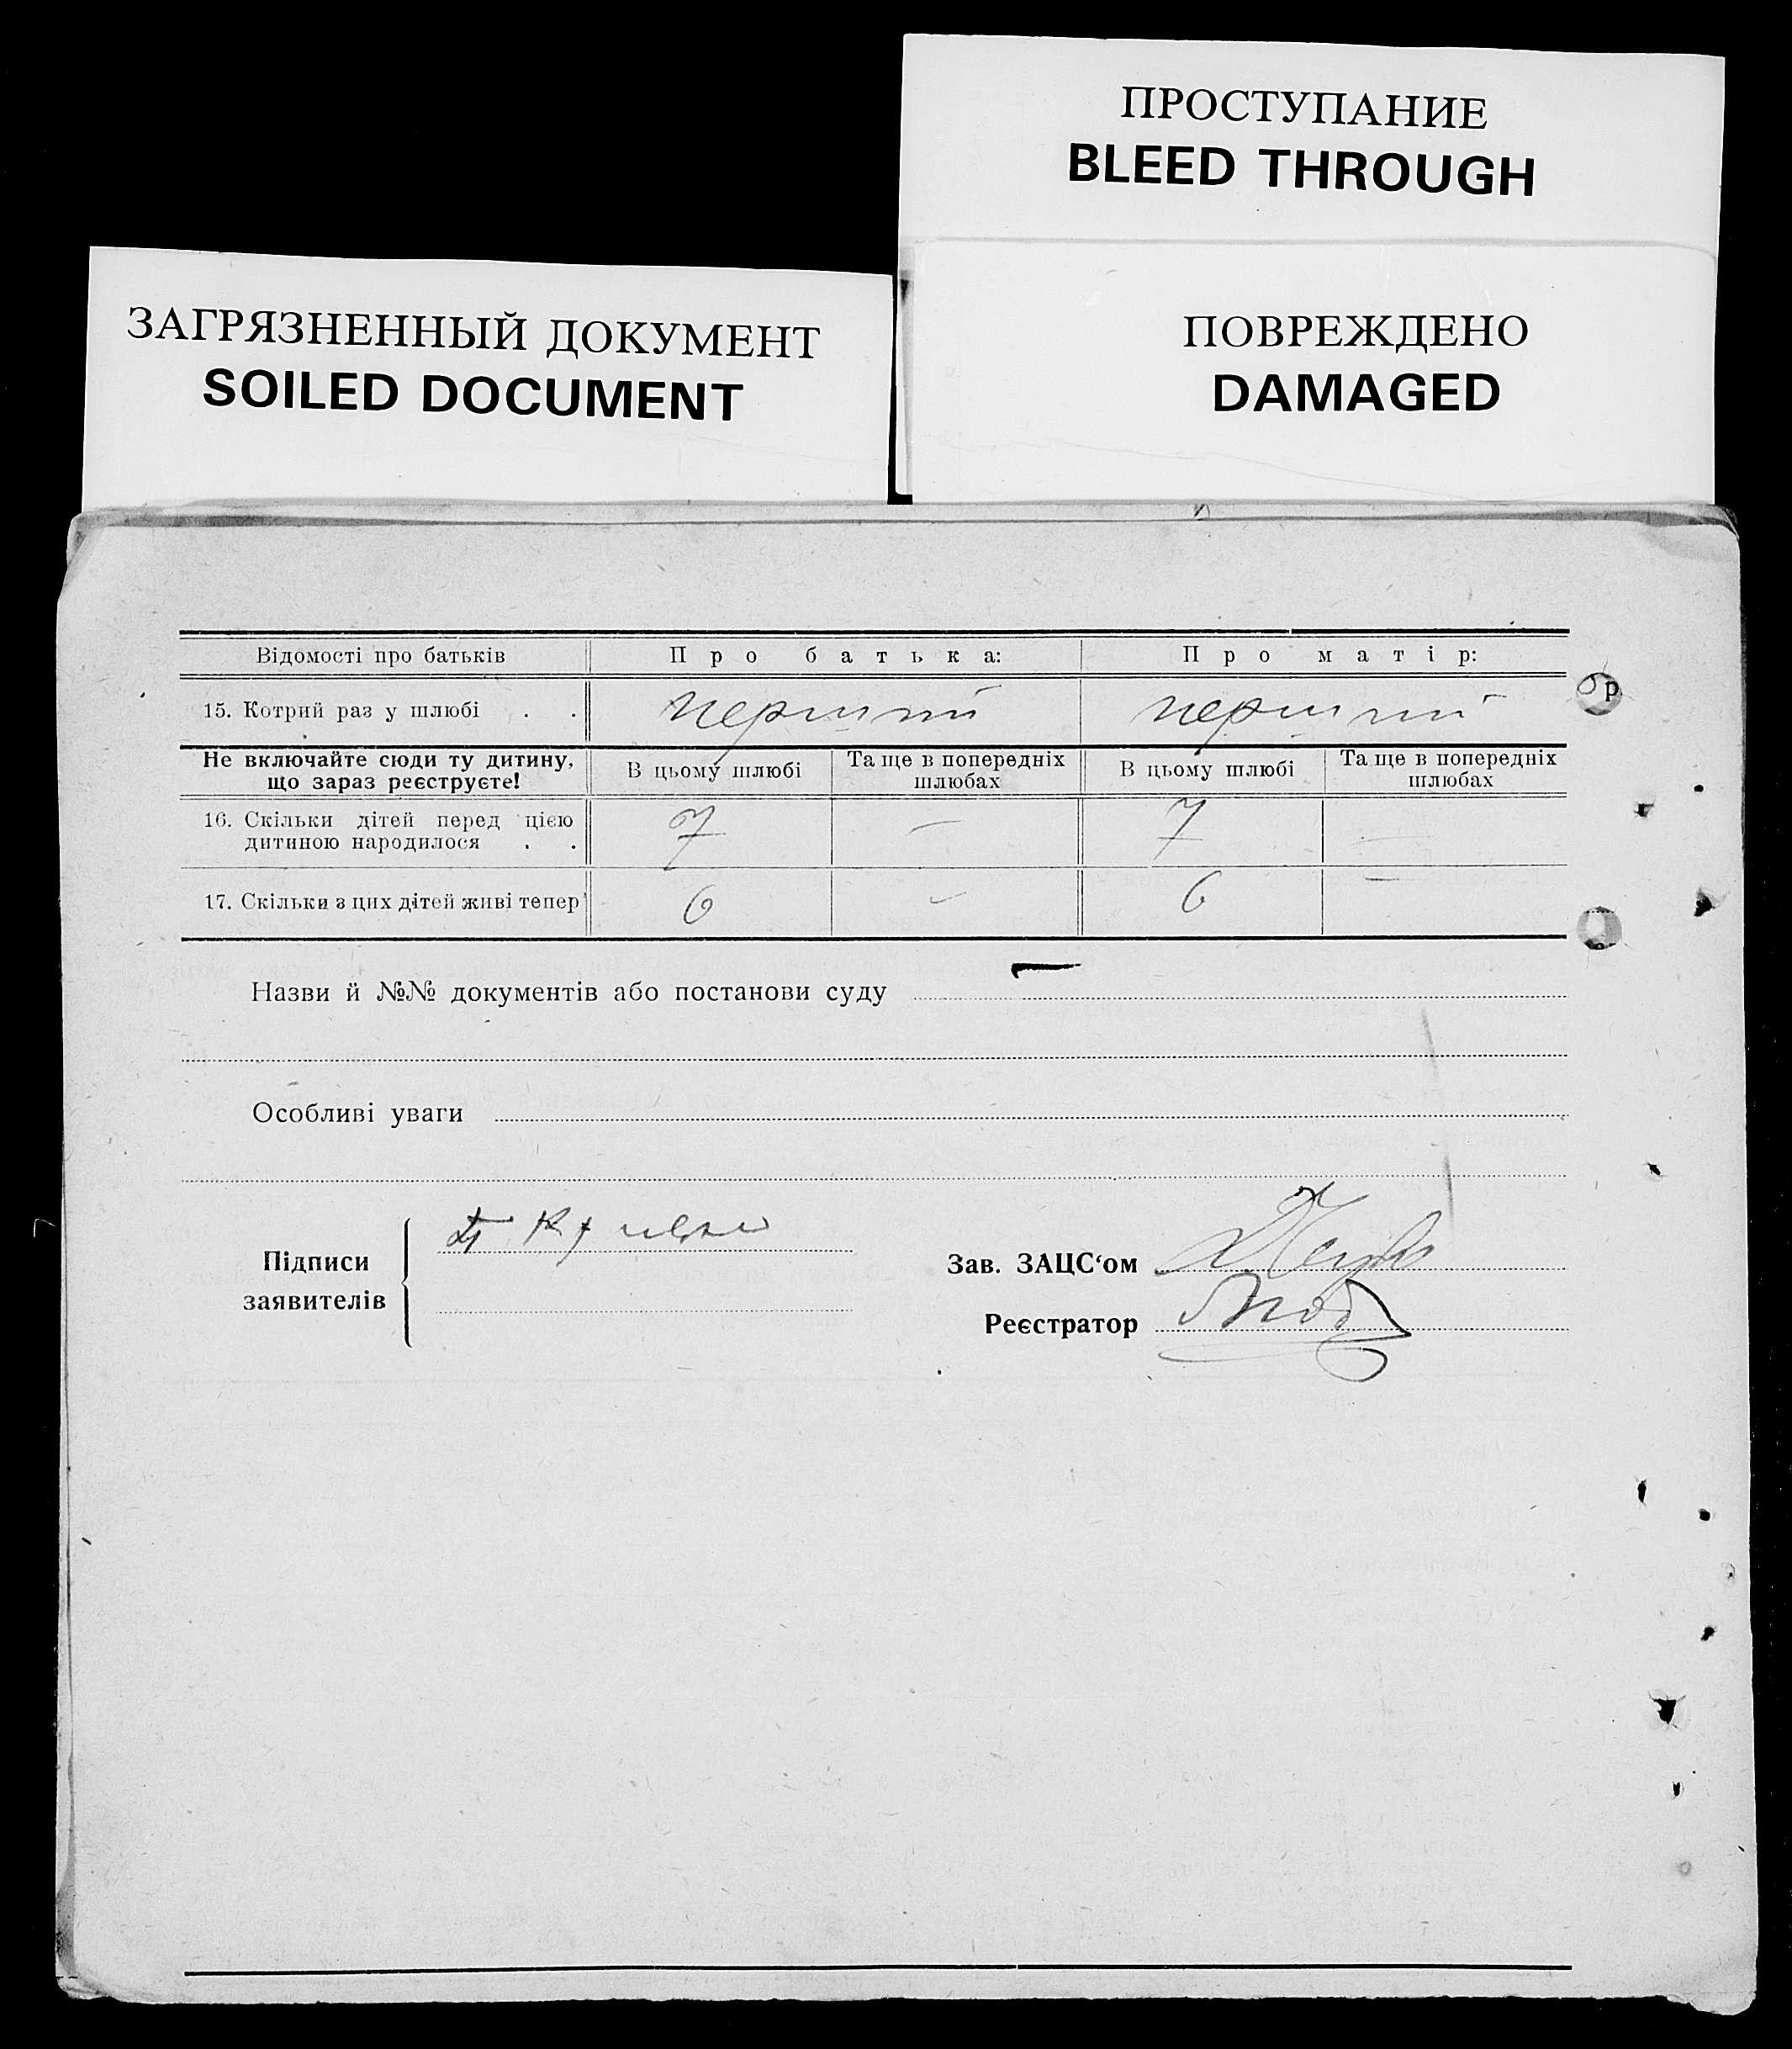 ПРОСТУПАНИЕ
BLEED THROUGH
ЗАГРЯЗНЕННЫЙ ДОКУМЕНТ
SOILED DOCUMENT
ПОВРЕЖДЕНО
DAMAGED
Відомості про батьків Про батька: Про матір:
15. Котрий раз у шлюбі . . перший перший
Не включайте сюди ту дитину, що зараз реєструєте! В цьому шлюбі Та ще в попередніх шлюбах В цьому шлюбі Та ще в попередніх шлюбах
16. Скільки дітей перед цією дитиною народилося . . 7 — 7 —
17. Скільки з цих дітей живі тепер 6 — 6 —
Назви й №№ документів або постанови суду —
Особливі уваги
Підписи заявителів
Зав. ЗАЦС‘ом
Реєстратор